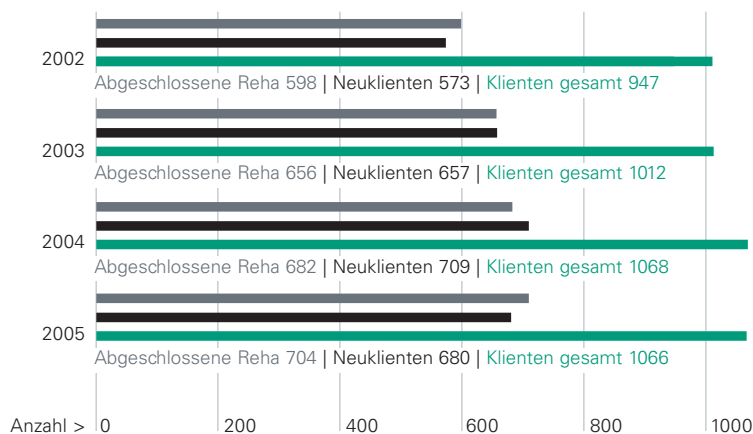 2002
Abgeschlossene Reha 598 | Neuklienten 573 | Klienten gesamt 947
2003
Abgeschlossene Reha 656 | Neuklienten 657 | Klienten gesamt 1012
2004
Abgeschlossene Reha 682 | Neuklienten 709 | Klienten gesamt 1068
2005
Abgeschlossene Reha 704 | Neuklienten 680 | Klienten gesamt 1066
Anzahl > 0 200 400 600 800 1000